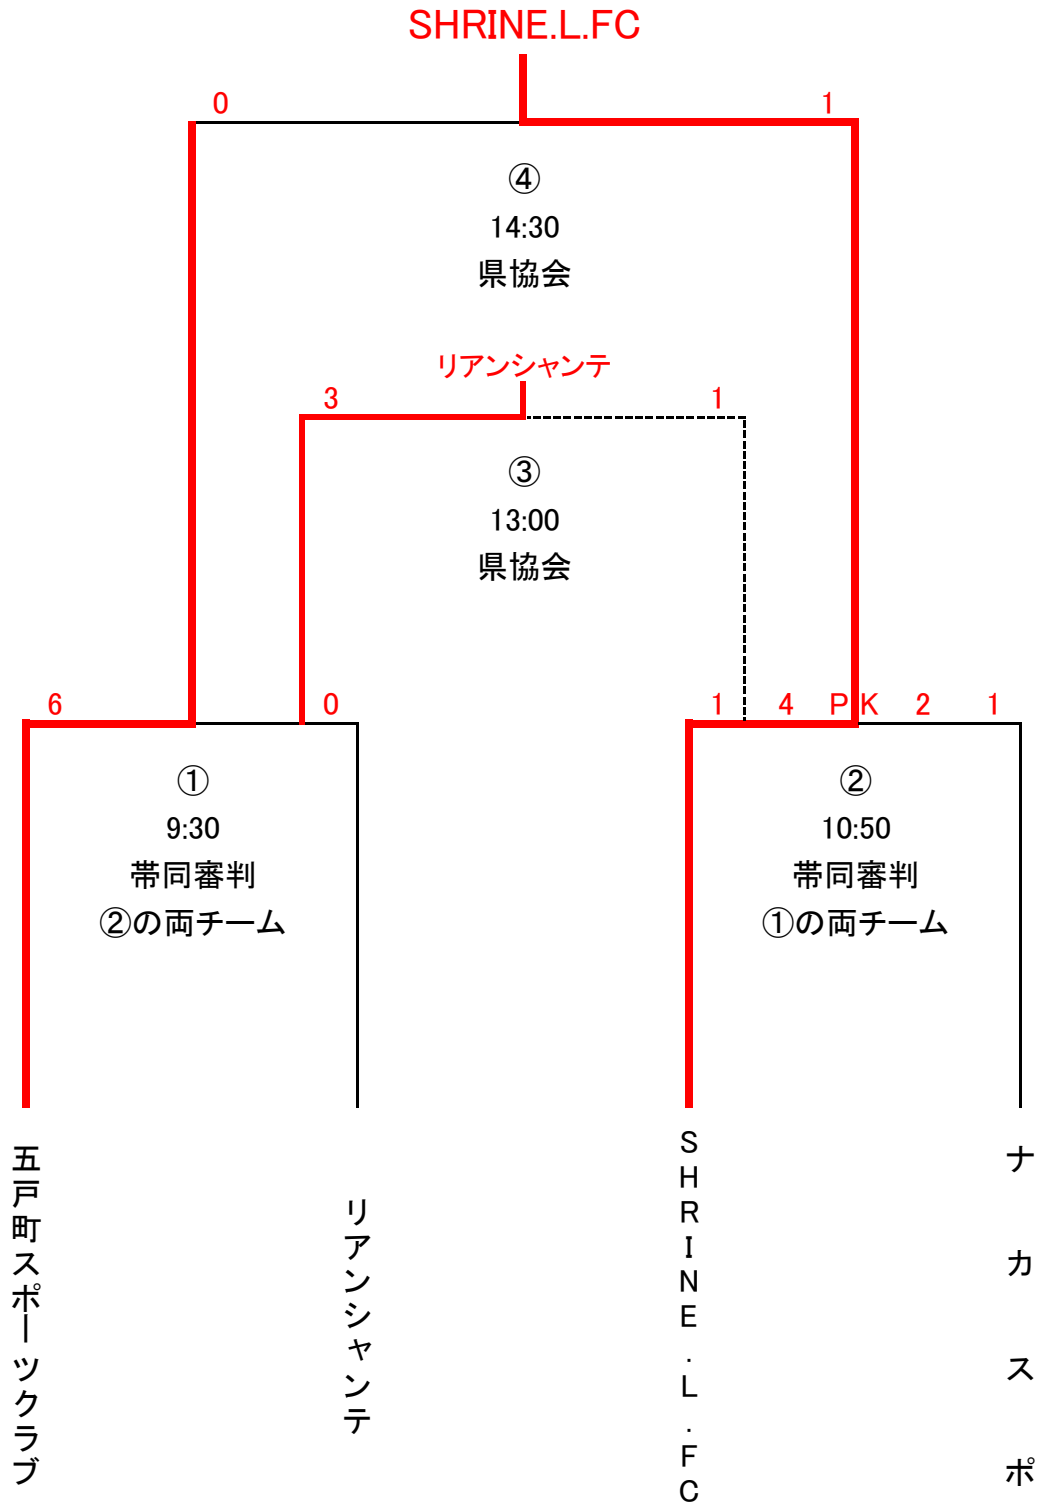 SHRINE.L.FC
0 1
④
14:30
県協会
リアンシャンテ
3 1
③
13:00
県協会
6 0 1 4 PK 2 1
①
9:30
帯同審判
②の両チーム
②
10:50
帯同審判
①の両チーム
五戸町スポーツクラブ
リアンシャンテ
SHRINE.L.FC
ナカスポ